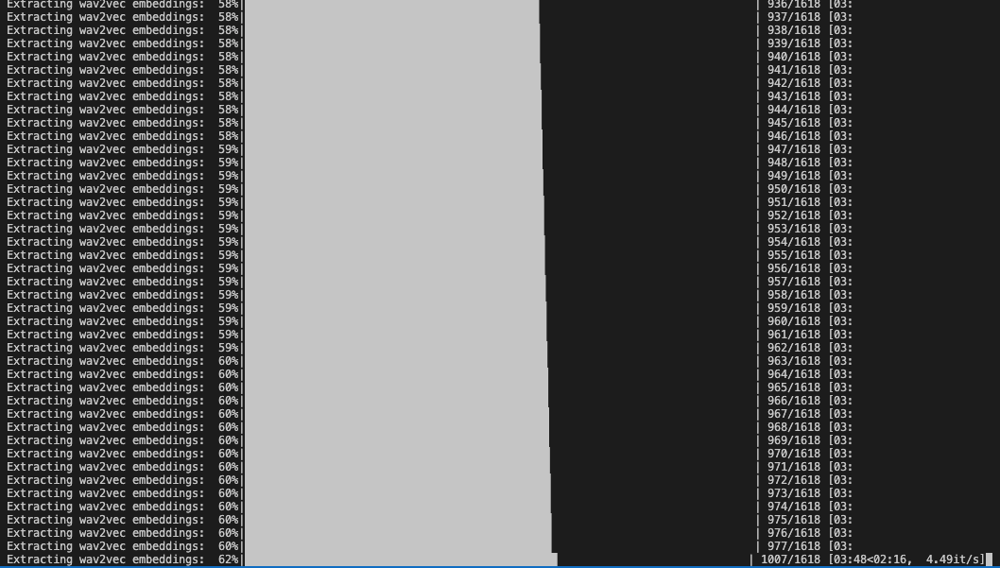 Extracting wav2vec embeddings:  58%| | 936/1618 [03:
Extracting wav2vec embeddings:  58%| | 937/1618 [03:
Extracting wav2vec embeddings:  58%| | 938/1618 [03:
Extracting wav2vec embeddings:  58%| | 939/1618 [03:
Extracting wav2vec embeddings:  58%| | 940/1618 [03:
Extracting wav2vec embeddings:  58%| | 941/1618 [03:
Extracting wav2vec embeddings:  58%| | 942/1618 [03:
Extracting wav2vec embeddings:  58%| | 943/1618 [03:
Extracting wav2vec embeddings:  58%| | 944/1618 [03:
Extracting wav2vec embeddings:  58%| | 945/1618 [03:
Extracting wav2vec embeddings:  58%| | 946/1618 [03:
Extracting wav2vec embeddings:  59%| | 947/1618 [03:
Extracting wav2vec embeddings:  59%| | 948/1618 [03:
Extracting wav2vec embeddings:  59%| | 949/1618 [03:
Extracting wav2vec embeddings:  59%| | 950/1618 [03:
Extracting wav2vec embeddings:  59%| | 951/1618 [03:
Extracting wav2vec embeddings:  59%| | 952/1618 [03:
Extracting wav2vec embeddings:  59%| | 953/1618 [03:
Extracting wav2vec embeddings:  59%| | 954/1618 [03:
Extracting wav2vec embeddings:  59%| | 955/1618 [03:
Extracting wav2vec embeddings:  59%| | 956/1618 [03:
Extracting wav2vec embeddings:  59%| | 957/1618 [03:
Extracting wav2vec embeddings:  59%| | 958/1618 [03:
Extracting wav2vec embeddings:  59%| | 959/1618 [03:
Extracting wav2vec embeddings:  59%| | 960/1618 [03:
Extracting wav2vec embeddings:  59%| | 961/1618 [03:
Extracting wav2vec embeddings:  59%| | 962/1618 [03:
Extracting wav2vec embeddings:  60%| | 963/1618 [03:
Extracting wav2vec embeddings:  60%| | 964/1618 [03:
Extracting wav2vec embeddings:  60%| | 965/1618 [03:
Extracting wav2vec embeddings:  60%| | 966/1618 [03:
Extracting wav2vec embeddings:  60%| | 967/1618 [03:
Extracting wav2vec embeddings:  60%| | 968/1618 [03:
Extracting wav2vec embeddings:  60%| | 969/1618 [03:
Extracting wav2vec embeddings:  60%| | 970/1618 [03:
Extracting wav2vec embeddings:  60%| | 971/1618 [03:
Extracting wav2vec embeddings:  60%| | 972/1618 [03:
Extracting wav2vec embeddings:  60%| | 973/1618 [03:
Extracting wav2vec embeddings:  60%| | 974/1618 [03:
Extracting wav2vec embeddings:  60%| | 975/1618 [03:
Extracting wav2vec embeddings:  60%| | 976/1618 [03:
Extracting wav2vec embeddings:  60%| | 977/1618 [03:
Extracting wav2vec embeddings:  62%| | 1007/1618 [03:48<02:16,  4.49it/s]